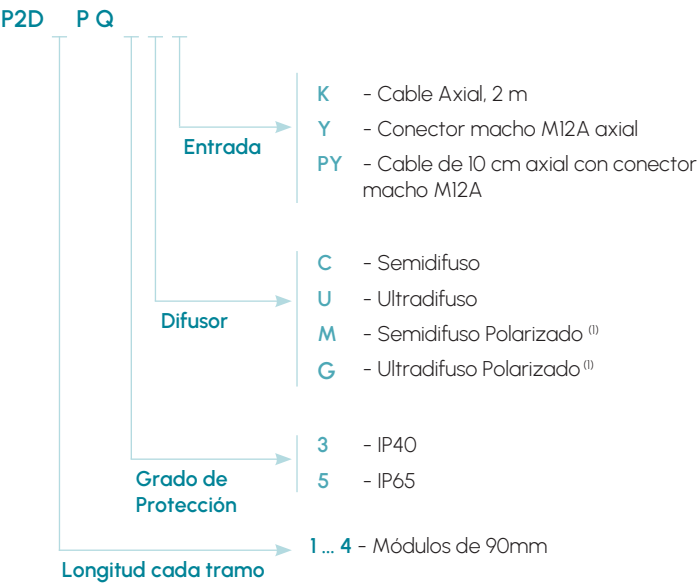 P2D _ P Q _ _ _
K - Cable Axial, 2 m
Y - Conector macho M12A axial
Entrada
PY - Cable de 10 cm axial con conector
macho M12A
C - Semidifuso
U - Ultradifuso
Difusor
M - Semidifuso Polarizado (1)
G - Ultradifuso Polarizado (1)
3 - IP40
Grado de
Protección
5 - IP65
1 ... 4 - Módulos de 90mm
Longitud cada tramo